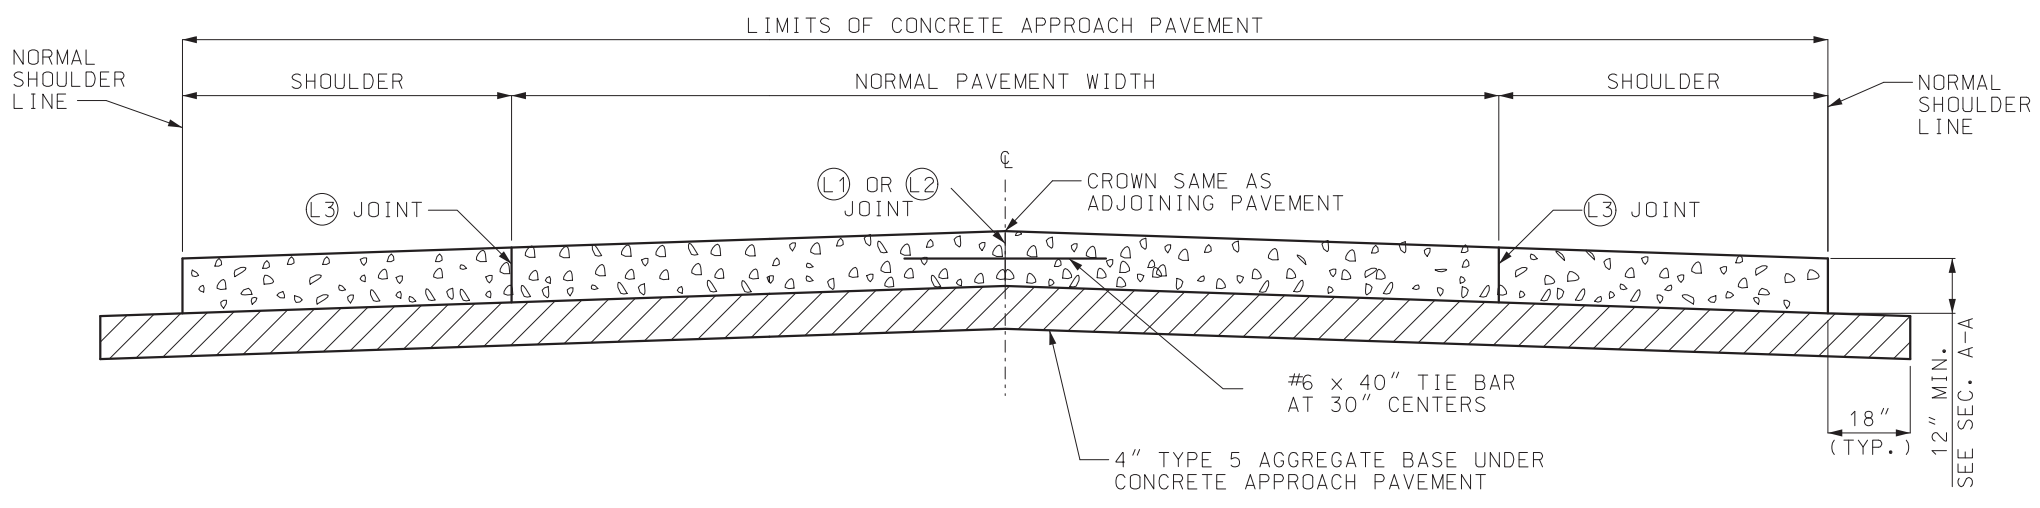 LIMITS OF CONCRETE APPROACH PAVEMENT
NORMAL
SHOULDER
LINE
SHOULDER
NORMAL PAVEMENT WIDTH
SHOULDER
NORMAL
SHOULDER
LINE
℄
L1 OR L2
JOINT
CROWN SAME AS
ADJOINING PAVEMENT
L3 JOINT
L3 JOINT
#6 x 40" TIE BAR
AT 30" CENTERS
4" TYPE 5 AGGREGATE BASE UNDER
CONCRETE APPROACH PAVEMENT
18"
(TYP.)
12" MIN.
SEE SEC. A-A